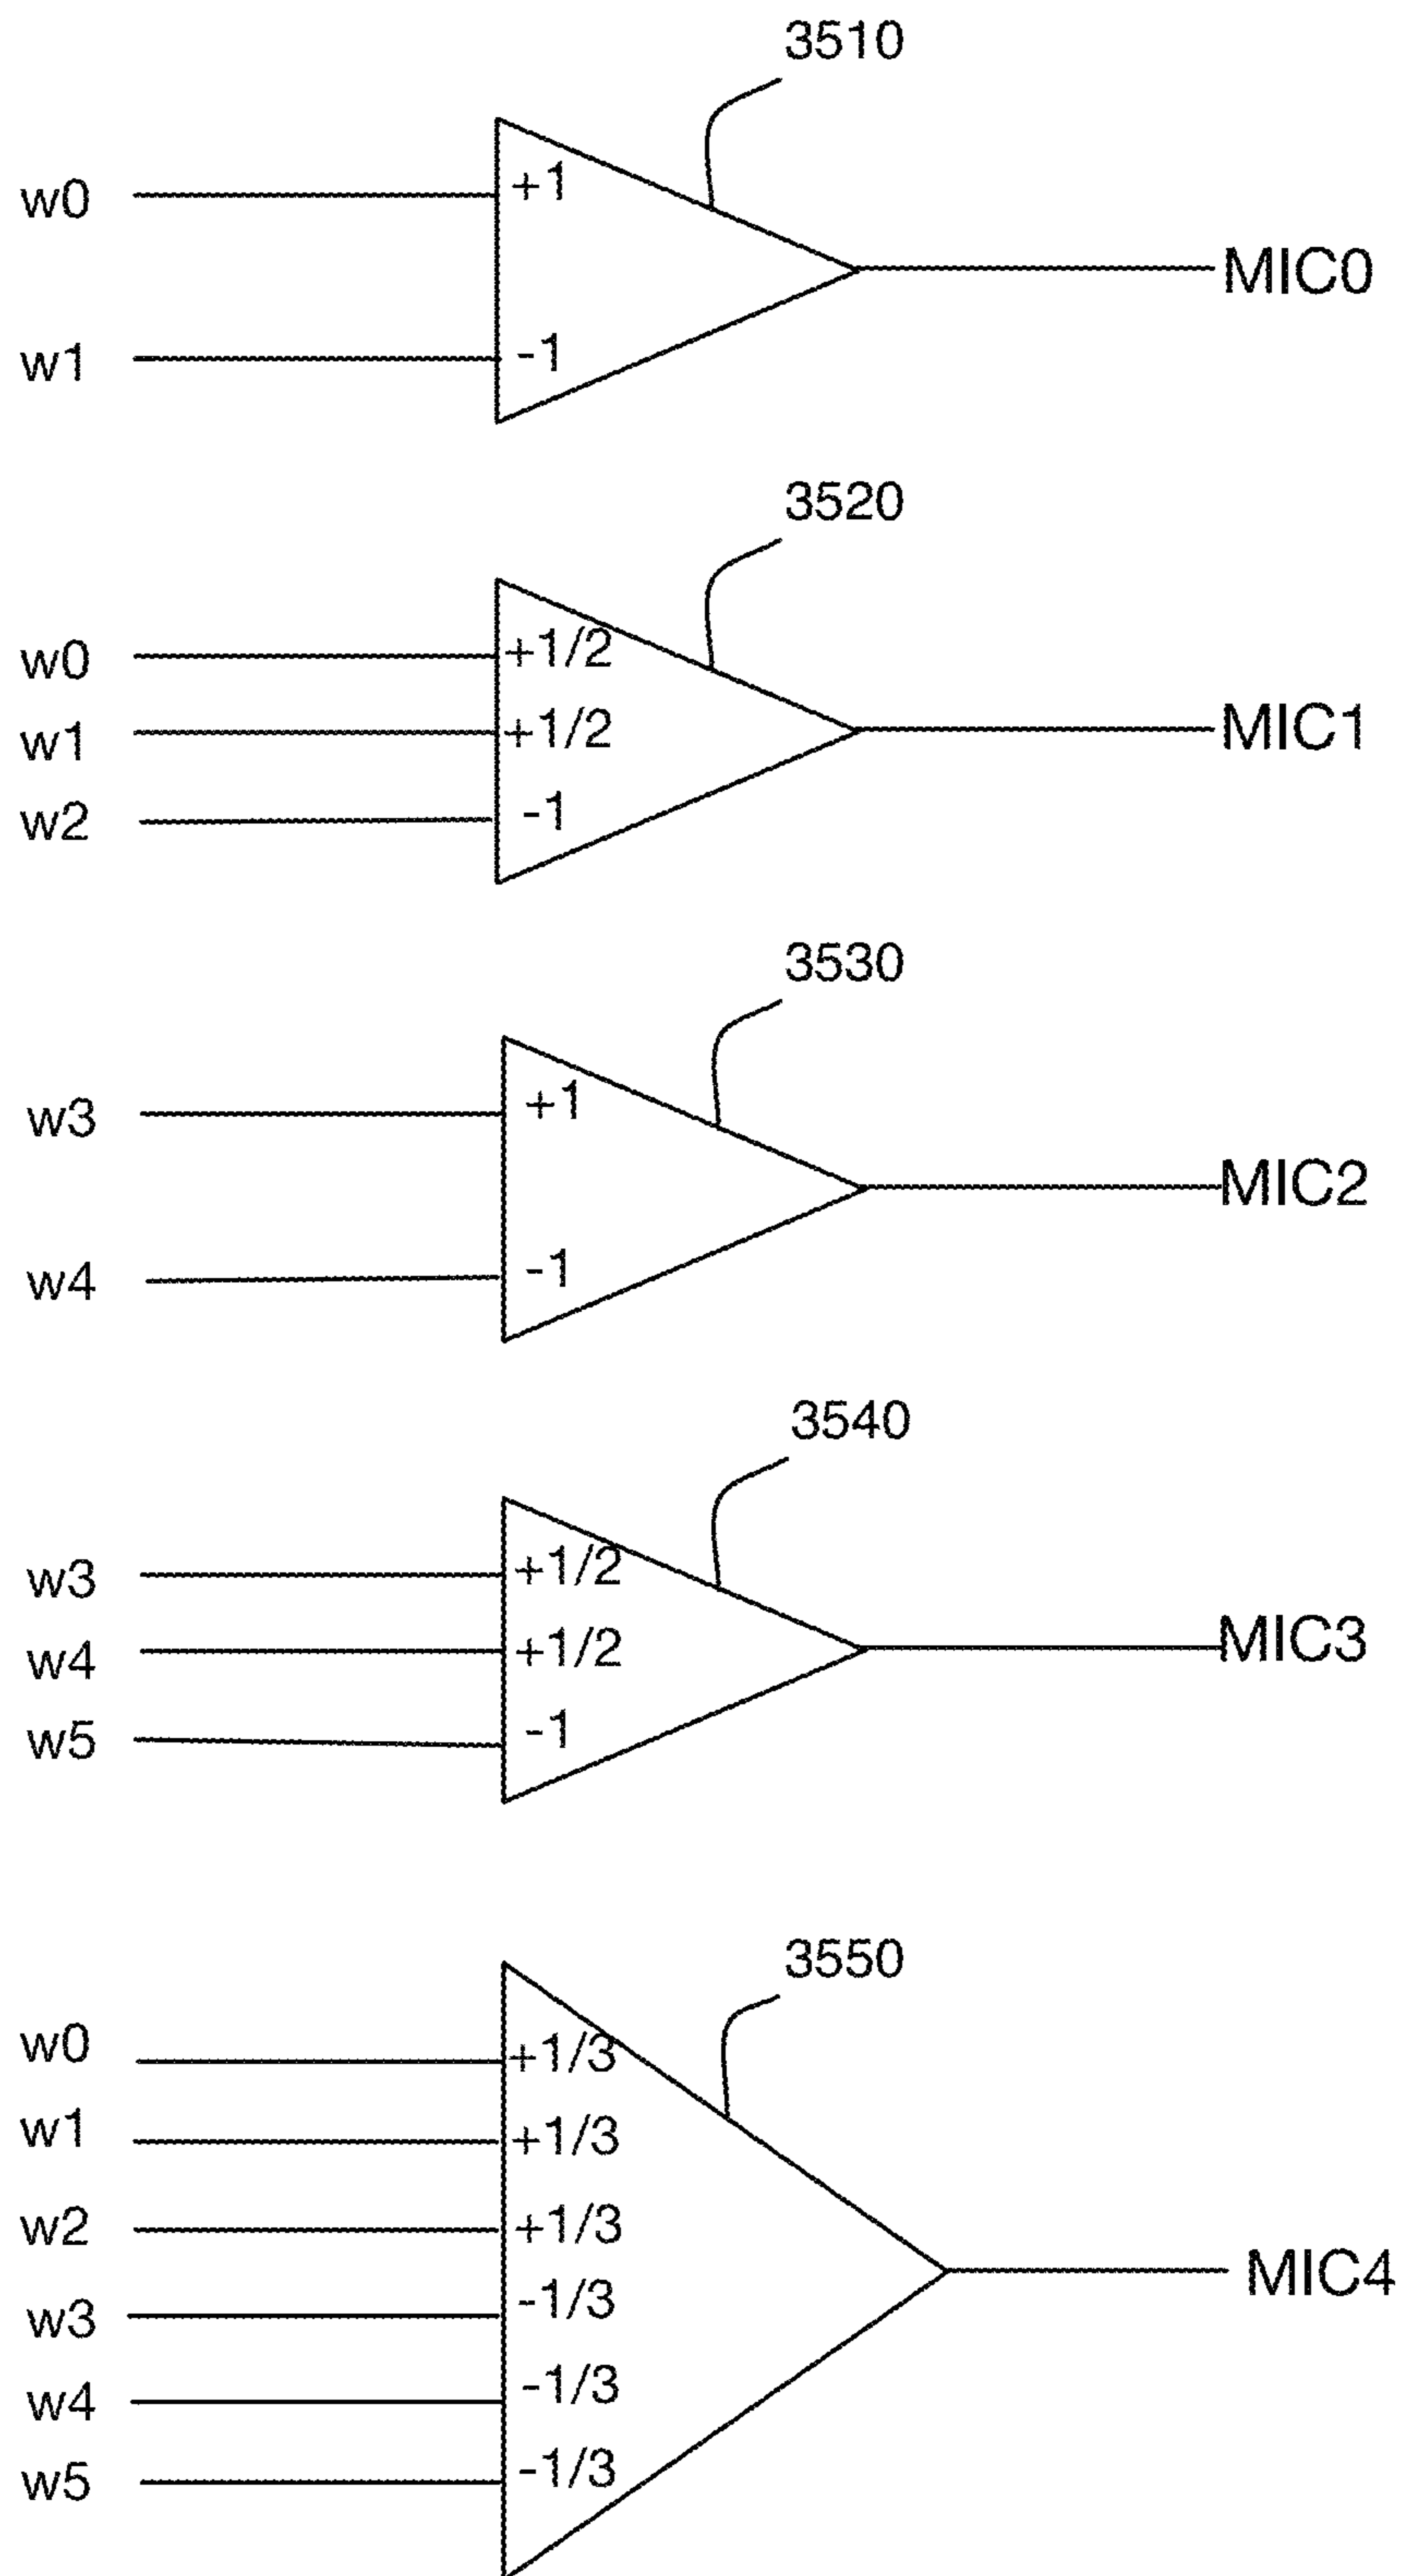 3510
w0 +1
MIC0
w1 -1
3520
w0 +1/2
w1 +1/2 MIC1
w2 -1
3530
w3 +1
MIC2
w4 -1
3540
w3 +1/2
w4 +1/2 MIC3
w5 -1
3550
w0 +1/3
w1 +1/3
w2 +1/3
MIC4
w3 -1/3
w4 -1/3
w5 -1/3